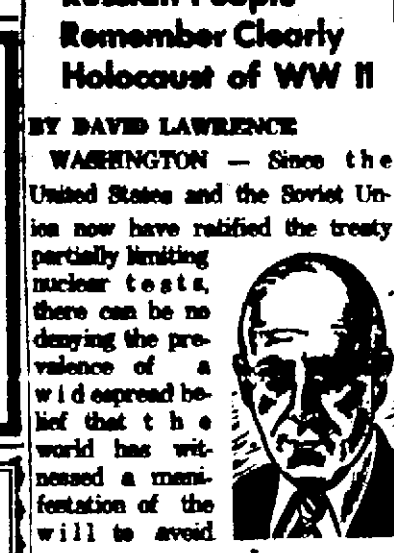 Russian People
Remember Clearly
Holocaust of WW II
BY DAVID LAWRENCE
WASHINGTON — Since the
United States and the Soviet Un-
ion now have ratified the treaty
partially limiting
nuclear tests,
there can be no
denying the pre-
valence of a
widespread be-
lief that the
world has wit-
nessed a mani-
festation of the
will to avoid